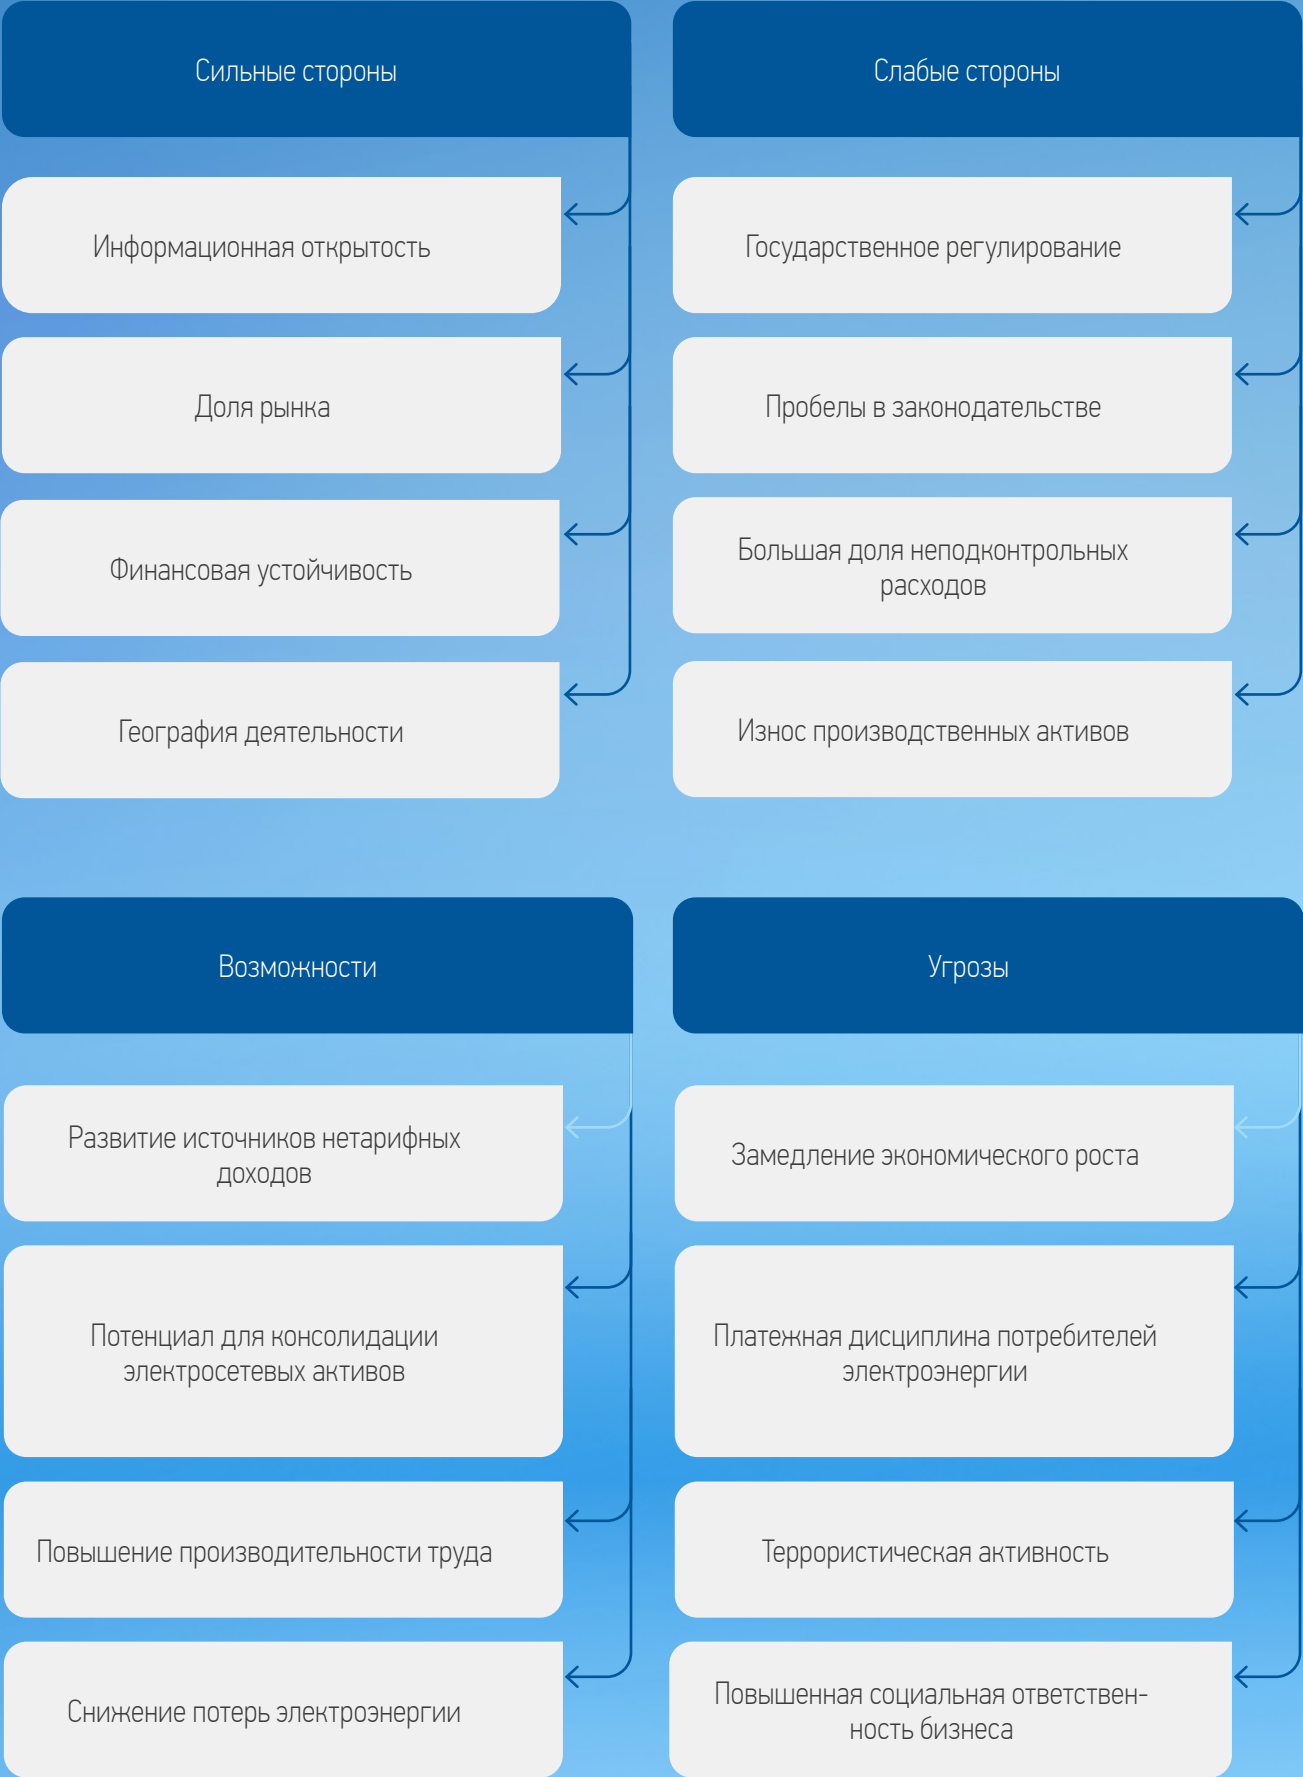 Сильные стороны
Информационная открытость
Доля рынка
Финансовая устойчивость
География деятельности
Слабые стороны
Государственное регулирование
Пробелы в законодательстве
Большая доля неподконтрольных
расходов
Износ производственных активов
Возможности
Развитие источников нетарифных
доходов
Потенциал для консолидации
электросетевых активов
Повышение производительности труда
Снижение потерь электроэнергии
Угрозы
Замедление экономического роста
Платежная дисциплина потребителей
электроэнергии
Террористическая активность
Повышенная социальная ответствен-
ность бизнеса